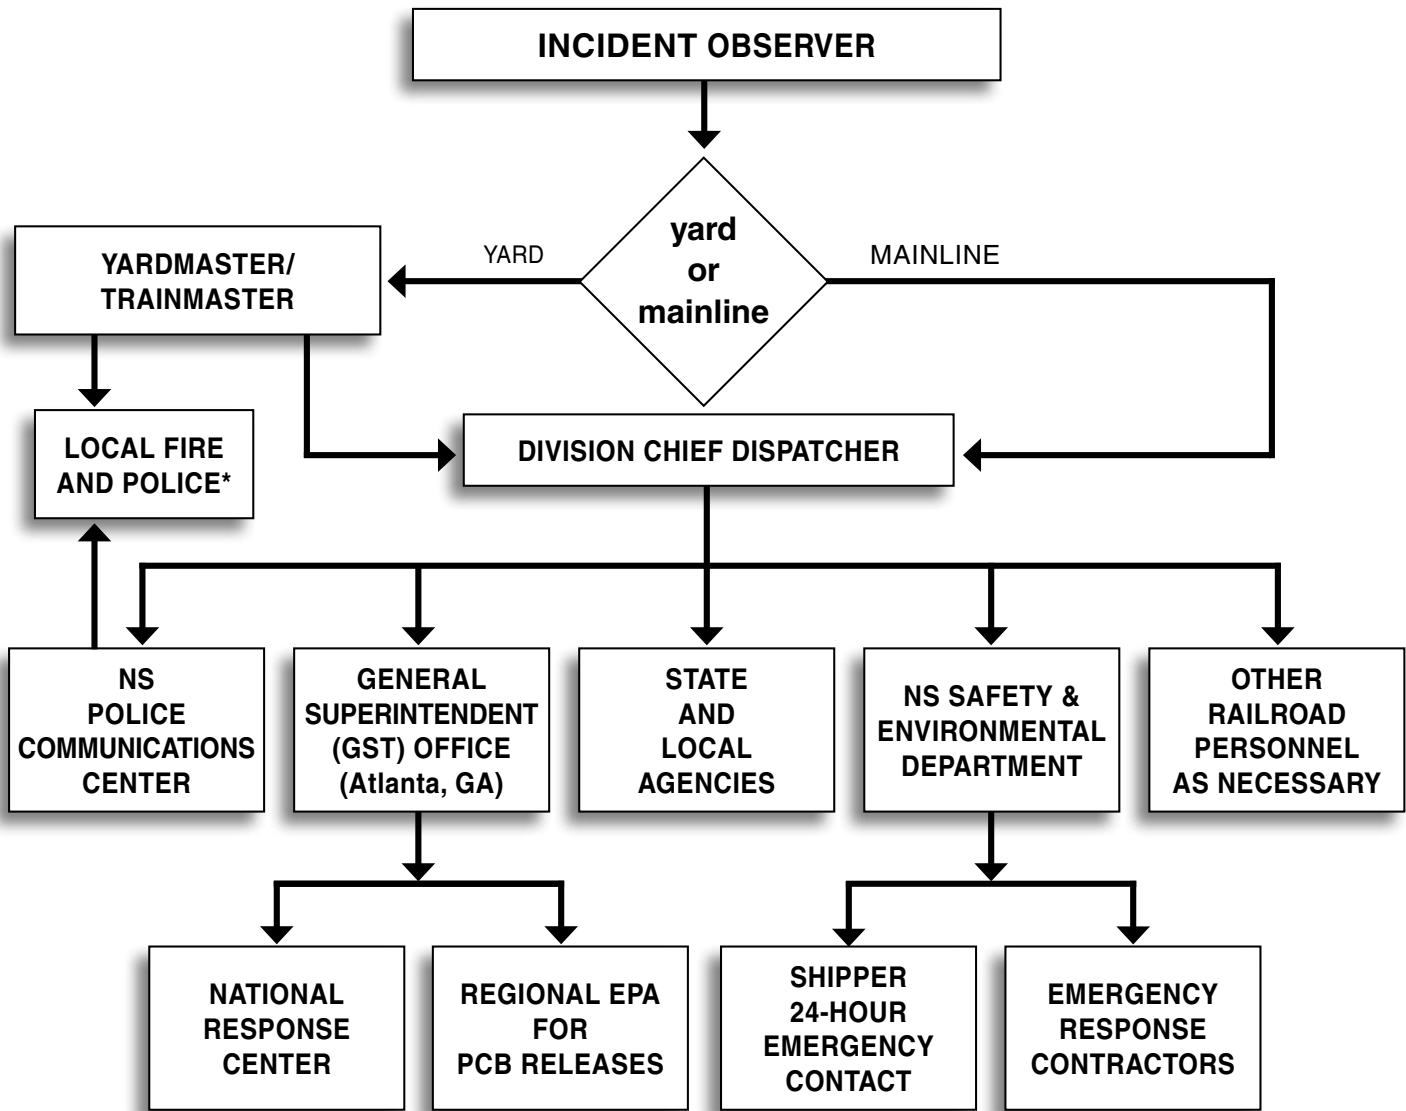 INCIDENT OBSERVER
yard
or
mainline
YARD
MAINLINE
YARDMASTER/
TRAINMASTER
LOCAL FIRE
AND POLICE*
DIVISION CHIEF DISPATCHER
NS
POLICE
COMMUNICATIONS
CENTER
GENERAL
SUPERINTENDENT
(GST) OFFICE
(Atlanta, GA)
STATE
AND
LOCAL
AGENCIES
NS SAFETY &
ENVIRONMENTAL
DEPARTMENT
OTHER
RAILROAD
PERSONNEL
AS NECESSARY
NATIONAL
RESPONSE
CENTER
REGIONAL EPA
FOR
PCB RELEASES
SHIPPER
24-HOUR
EMERGENCY
CONTACT
EMERGENCY
RESPONSE
CONTRACTORS